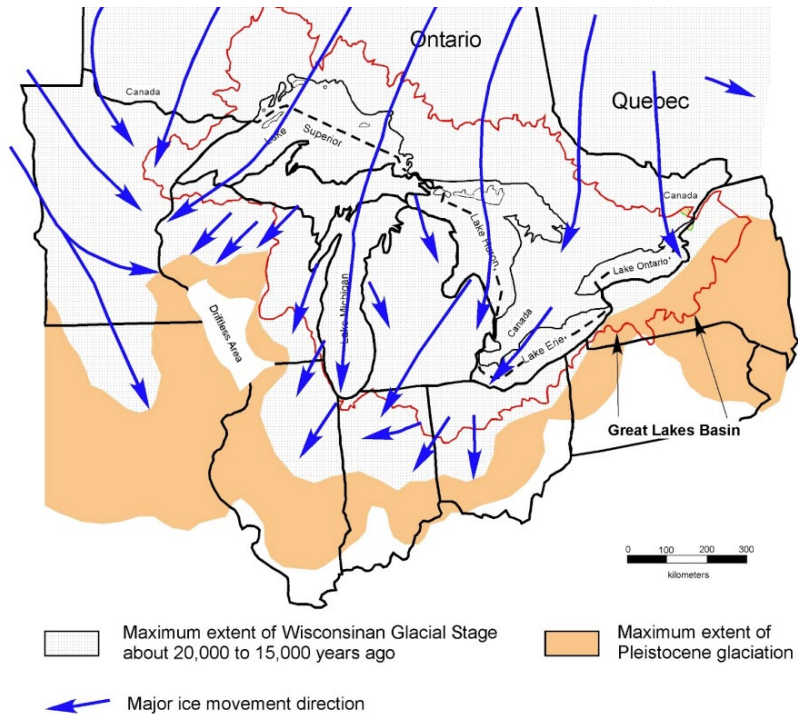 Ontario
Canada
Quebec
Lake
Superior
Canada
Lake Huron
Lake Ontario
Driftless Area
Lake Michigan
Canada
Lake Erie
Great Lakes Basin
0 100 200 300
kilometers
Maximum extent of Wisconsinan Glacial Stage
about 20,000 to 15,000 years ago
Maximum extent of
Pleistocene glaciation
Major ice movement direction